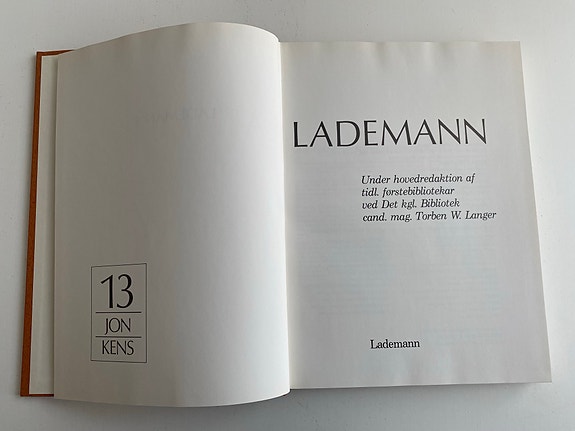 13
JON
KENS
LADEMANN
Under hovedredaktion af
tidl. førstebibliotekar
ved Det kgl. Bibliotek
cand. mag. Torben W. Langer
Lademann